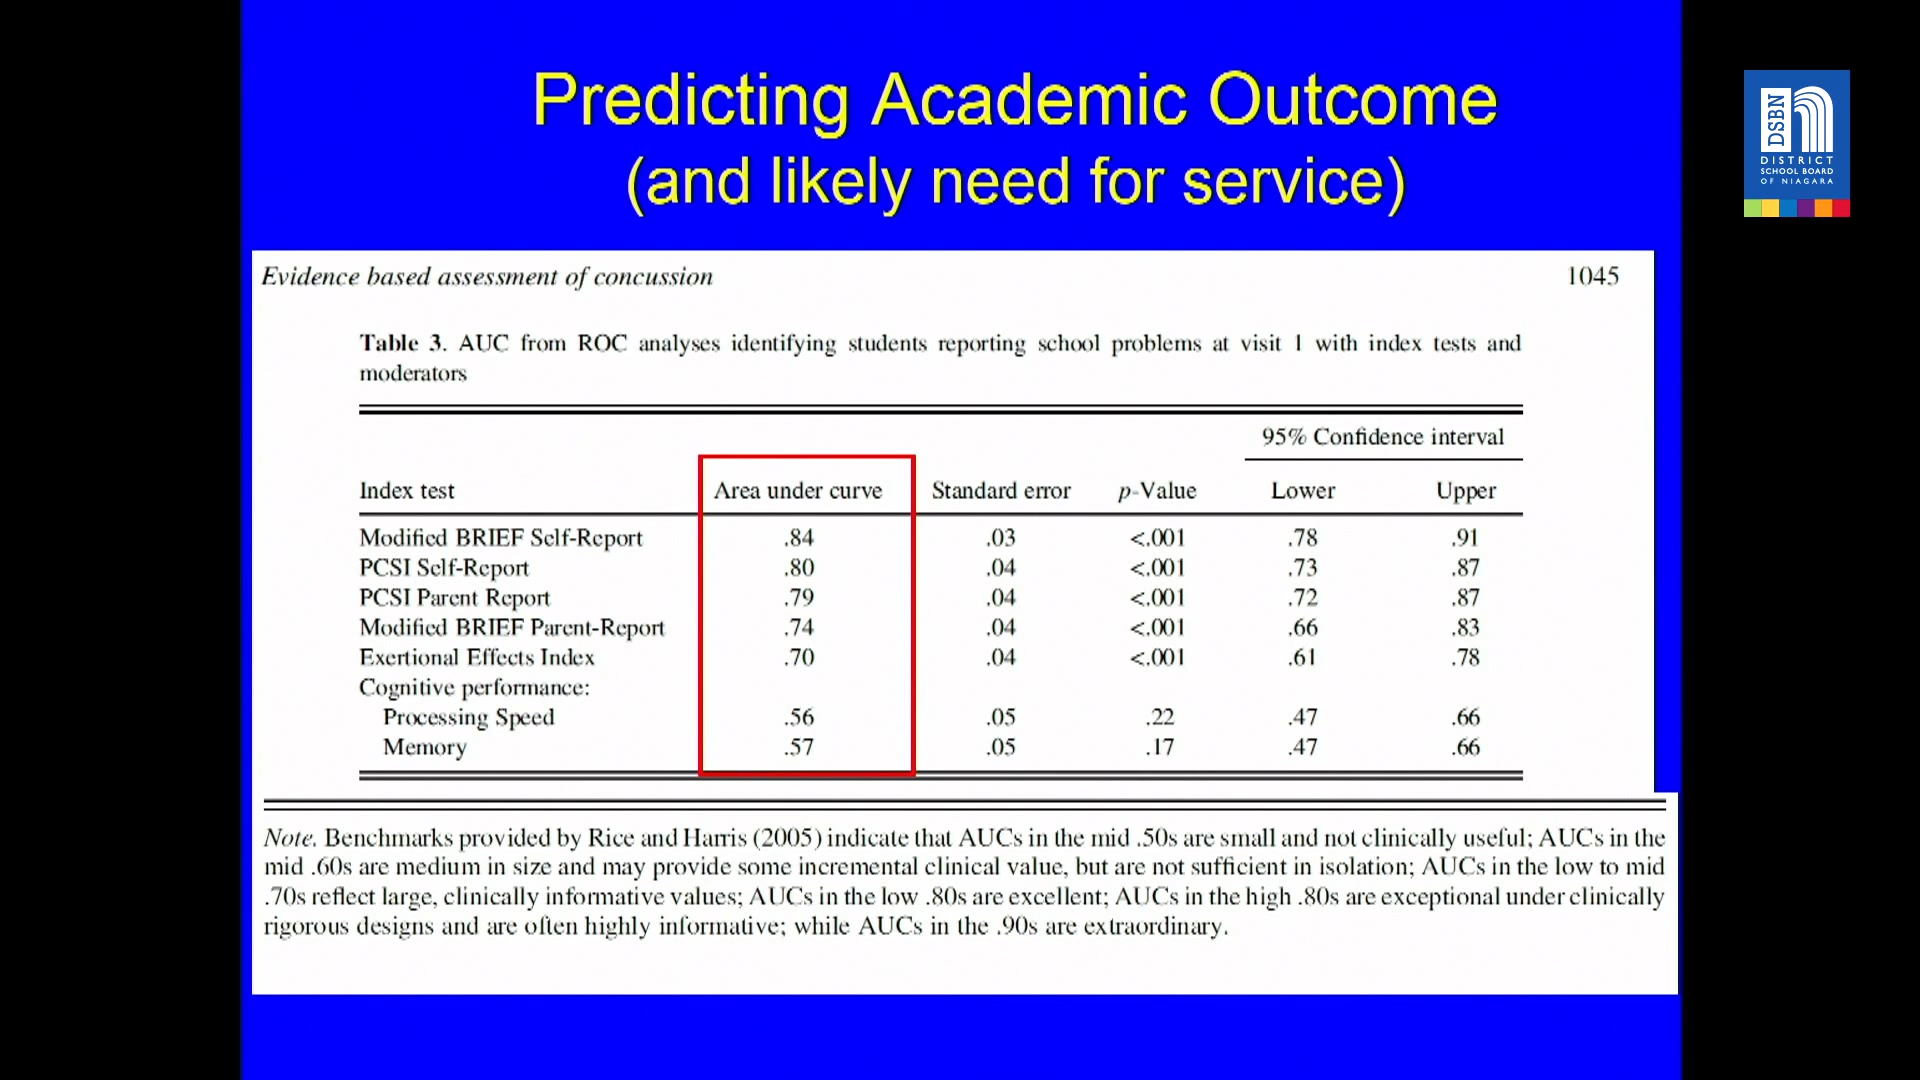 Predicting Academic Outcome
(and likely need for service)
DSBN
DISTRICT
SCHOOL BOARD
OF NIAGARA
Evidence based assessment of concussion 1045
Table 3. AUC from ROC analyses identifying students reporting school problems at visit 1 with index tests and
moderators
95% Confidence interval
Index test Area under curve Standard error p-Value Lower Upper
Modified BRIEF Self-Report .84 .03 <.001 .78 .91
PCSI Self-Report .80 .04 <.001 .73 .87
PCSI Parent Report .79 .04 <.001 .72 .87
Modified BRIEF Parent-Report .74 .04 <.001 .66 .83
Exertional Effects Index .70 .04 <.001 .61 .78
Cognitive performance:
Processing Speed .56 .05 .22 .47 .66
Memory .57 .05 .17 .47 .66
Note. Benchmarks provided by Rice and Harris (2005) indicate that AUCs in the mid .50s are small and not clinically useful; AUCs in the
mid .60s are medium in size and may provide some incremental clinical value, but are not sufficient in isolation; AUCs in the low to mid
.70s reflect large, clinically informative values; AUCs in the low .80s are excellent; AUCs in the high .80s are exceptional under clinically
rigorous designs and are often highly informative; while AUCs in the .90s are extraordinary.